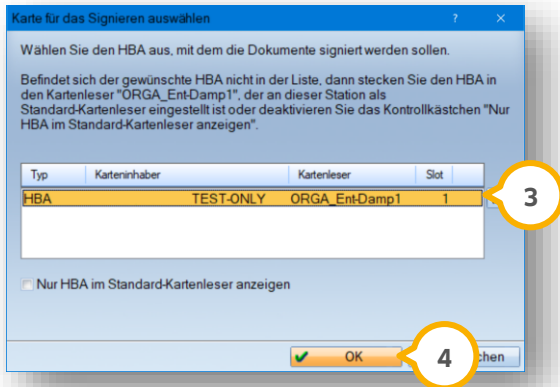 Karte für das Signieren auswählen ? ×
Wählen Sie den HBA aus, mit dem die Dokumente signiert werden sollen.
Befindet sich der gewünschte HBA nicht in der Liste, dann stecken Sie den HBA in
den Kartenleser "ORGA_Ent-Damp1", der an dieser Station als
Standard-Kartenleser eingestellt ist oder deaktivieren Sie das Kontrollkästchen "Nur
HBA im Standard-Kartenleser anzeigen".
Typ Karteninhaber Kartenleser Slot
HBA TEST-ONLY ORGA_Ent-Damp1 1
3
Nur HBA im Standard-Kartenleser anzeigen
OK
4